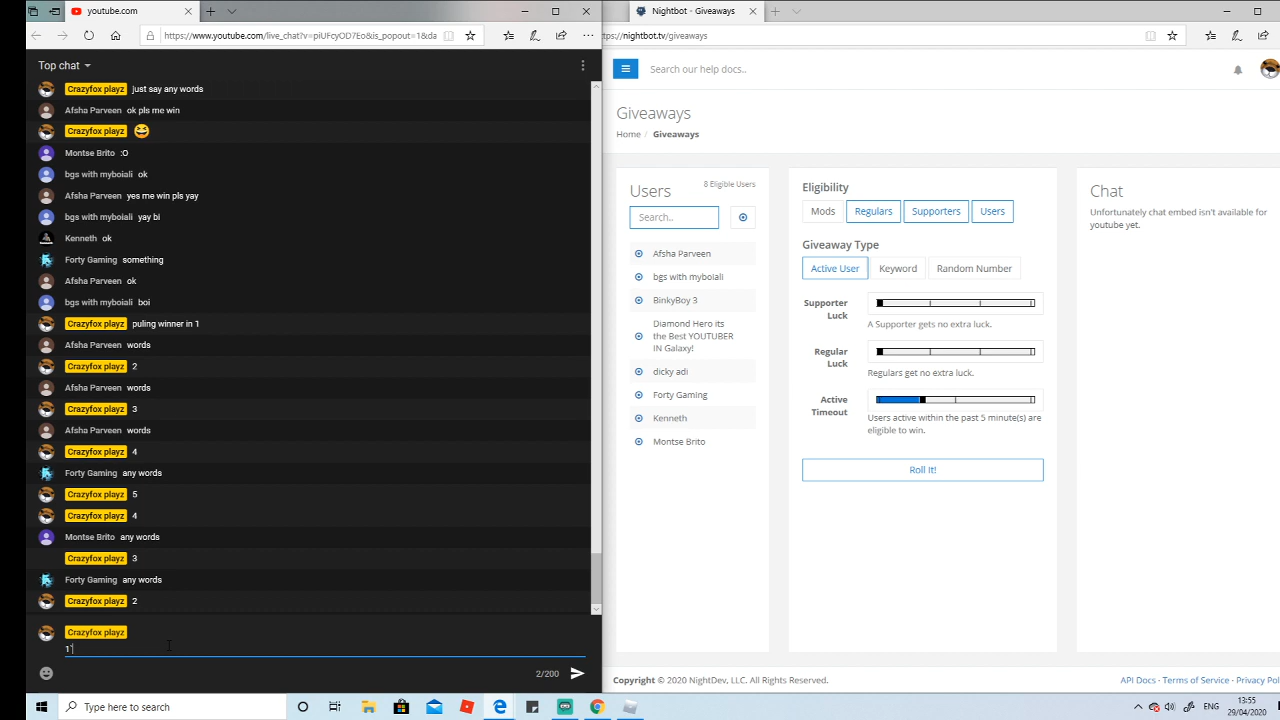 youtube.com
https://www.youtube.com/live_chat?v=piUFcyOD7Eo&is_popout=1&da
Top chat
Crazyfox playz just say any words
Afsha Parveen ok pls me win
Crazyfox playz 😆
Montse Brito :O
bgs with myboiali ok
Afsha Parveen yes me win pls yay
bgs with myboiali yay bi
Kenneth ok
Forty Gaming something
Afsha Parveen ok
bgs with myboiali boi
Crazyfox playz puling winner in 1
Afsha Parveen words
Crazyfox playz 2
Afsha Parveen words
Crazyfox playz 3
Afsha Parveen words
Crazyfox playz 4
Forty Gaming any words
Crazyfox playz 5
Crazyfox playz 4
Montse Brito any words
Crazyfox playz 3
Forty Gaming any words
Crazyfox playz 2
Crazyfox playz
1`
2/200
Nightbot - Giveaways
ttps://nightbot.tv/giveaways
Search our help docs..
Giveaways
Home / Giveaways
Users
8 Eligible Users
Search..
Afsha Parveen
bgs with myboiali
BinkyBoy 3
Diamond Hero its
the Best YOUTUBER
IN Galaxy!
dicky adi
Forty Gaming
Kenneth
Montse Brito
Eligibility
Mods Regulars Supporters Users
Giveaway Type
Active User Keyword Random Number
Supporter
Luck
A Supporter gets no extra luck.
Regular
Luck
Regulars get no extra luck.
Active
Timeout
Users active within the past 5 minute(s) are
eligible to win.
Roll It!
Chat
Unfortunately chat embed isn't available for
youtube yet.
Copyright © 2020 NightDev, LLC. All Rights Reserved.
API Docs - Terms of Service - Privacy Pol
Type here to search
ENG
13:55
29/04/2020